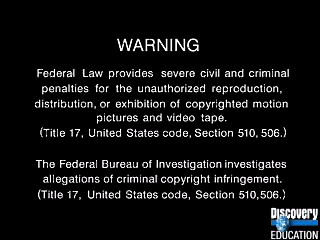 WARNING
Federal Law provides severe civil and criminal
penalties for the unauthorized reproduction,
distribution, or exhibition of copyrighted motion
pictures and video tape.
(Title 17, United States code, Section 510, 506.)
The Federal Bureau of Investigation investigates
allegations of criminal copyright infringement.
(Title 17, United States code, Section 510,506.)
Discovery
EDUCATION